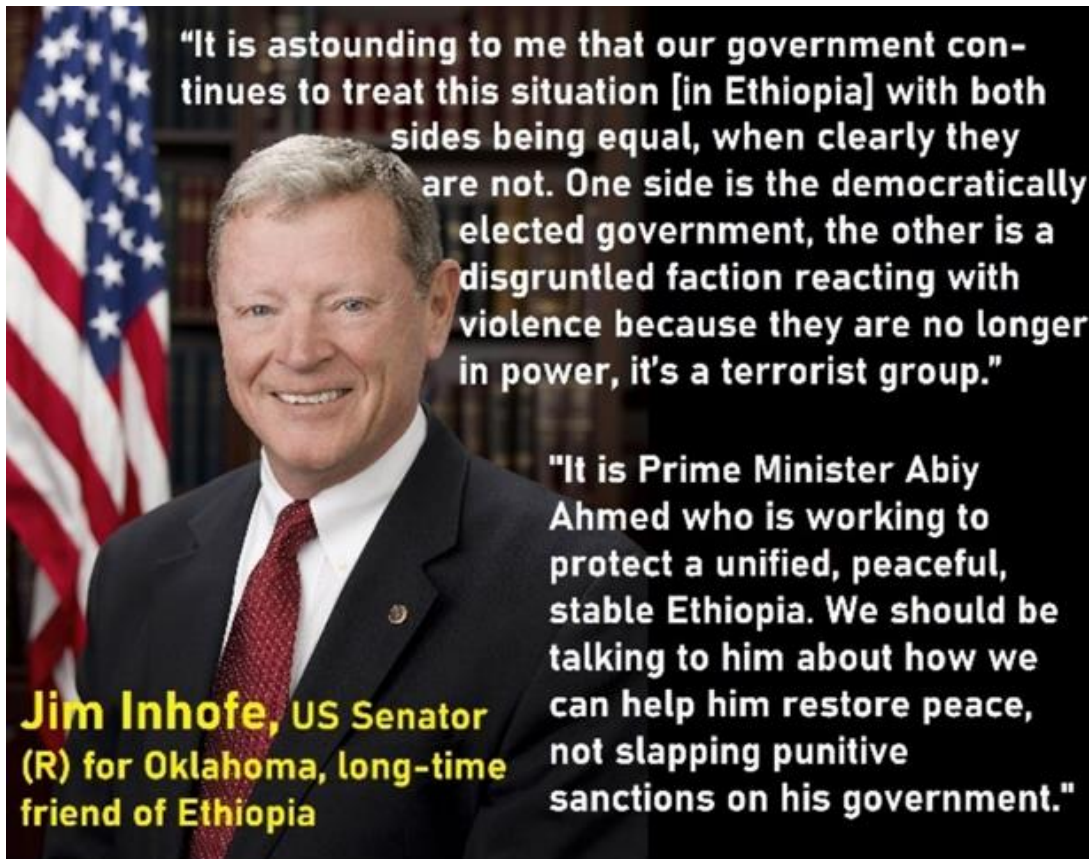 “It is astounding to me that our government con-
tinues to treat this situation [in Ethiopia] with both
sides being equal, when clearly they
are not. One side is the democratically
elected government, the other is a
disgruntled faction reacting with
violence because they are no longer
in power, it’s a terrorist group.”
"It is Prime Minister Abiy
Ahmed who is working to
protect a unified, peaceful,
stable Ethiopia. We should be
talking to him about how we
can help him restore peace,
not slapping punitive
sanctions on his government."
Jim Inhofe, US Senator
(R) for Oklahoma, long-time
friend of Ethiopia